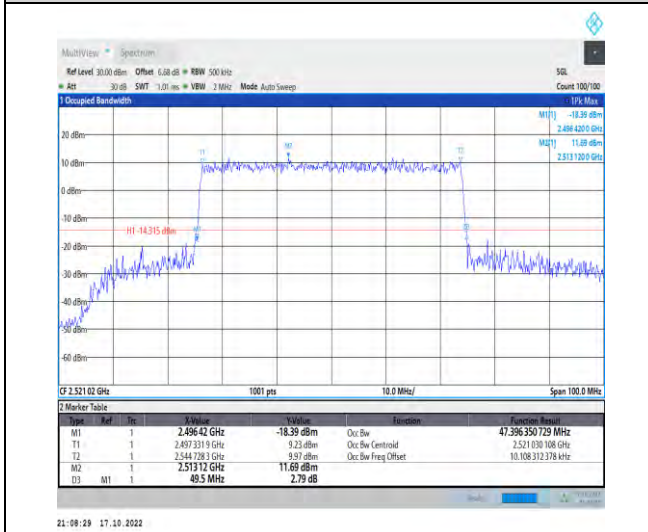 MultiView Spectrum
Ref Level 30.00 dBm Offset 6.68 dB RBW 500 kHz SGL
Att 30 dB SWT 1.01 ms VBW 2 MHz Mode Auto Sweep Count 100/100
1 Occupied Bandwidth 1Pk Max
M1[1] -18.39 dBm
2.496 420 0 GHz
M2[1] 11.69 dBm
2.513 120 0 GHz
20 dBm
10 dBm
0 dBm
-10 dBm
H1 -14.315 dBm
-20 dBm
-30 dBm
-40 dBm
-50 dBm
-60 dBm
T1
M2
T2
CF 2.521 02 GHz 1001 pts 10.0 MHz/ Span 100.0 MHz
2 Marker Table
Type Ref Trc X-Value Y-Value Function Function Result
M1 1 2.496 42 GHz -18.39 dBm Occ Bw 47.396 350 729 MHz
T1 1 2.497 331 9 GHz 9.23 dBm Occ Bw Centroid 2.521 030 108 GHz
T2 1 2.544 728 3 GHz 9.97 dBm Occ Bw Freq Offset 10.108 312 378 kHz
M2 1 2.513 12 GHz 11.69 dBm
D3 M1 1 49.5 MHz 2.79 dB
21:08:29 17.10.2022